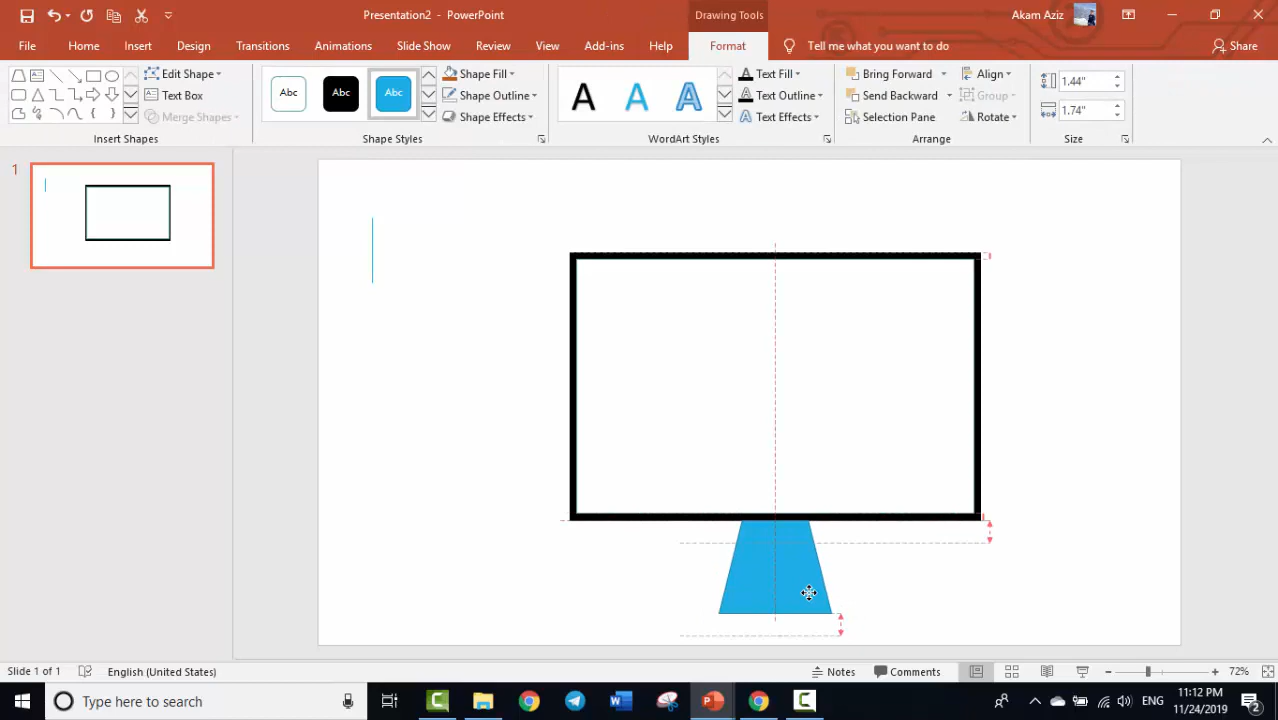 Presentation2 - PowerPoint
Drawing Tools
Akam Aziz
File
Home
Insert
Design
Transitions
Animations
Slide Show
Review
View
Add-ins
Help
Format
Tell me what you want to do
Share
Edit Shape
Text Box
Merge Shapes
Insert Shapes
Abc
Abc
Abc
Shape Fill
Shape Outline
Shape Effects
Shape Styles
A
A
A
Text Fill
Text Outline
Text Effects
WordArt Styles
Bring Forward
Send Backward
Selection Pane
Align
Group
Rotate
Arrange
1.44"
1.74"
Size
1
Slide 1 of 1
English (United States)
Notes
Comments
72%
Type here to search
ENG
11:12 PM
11/24/2019
2